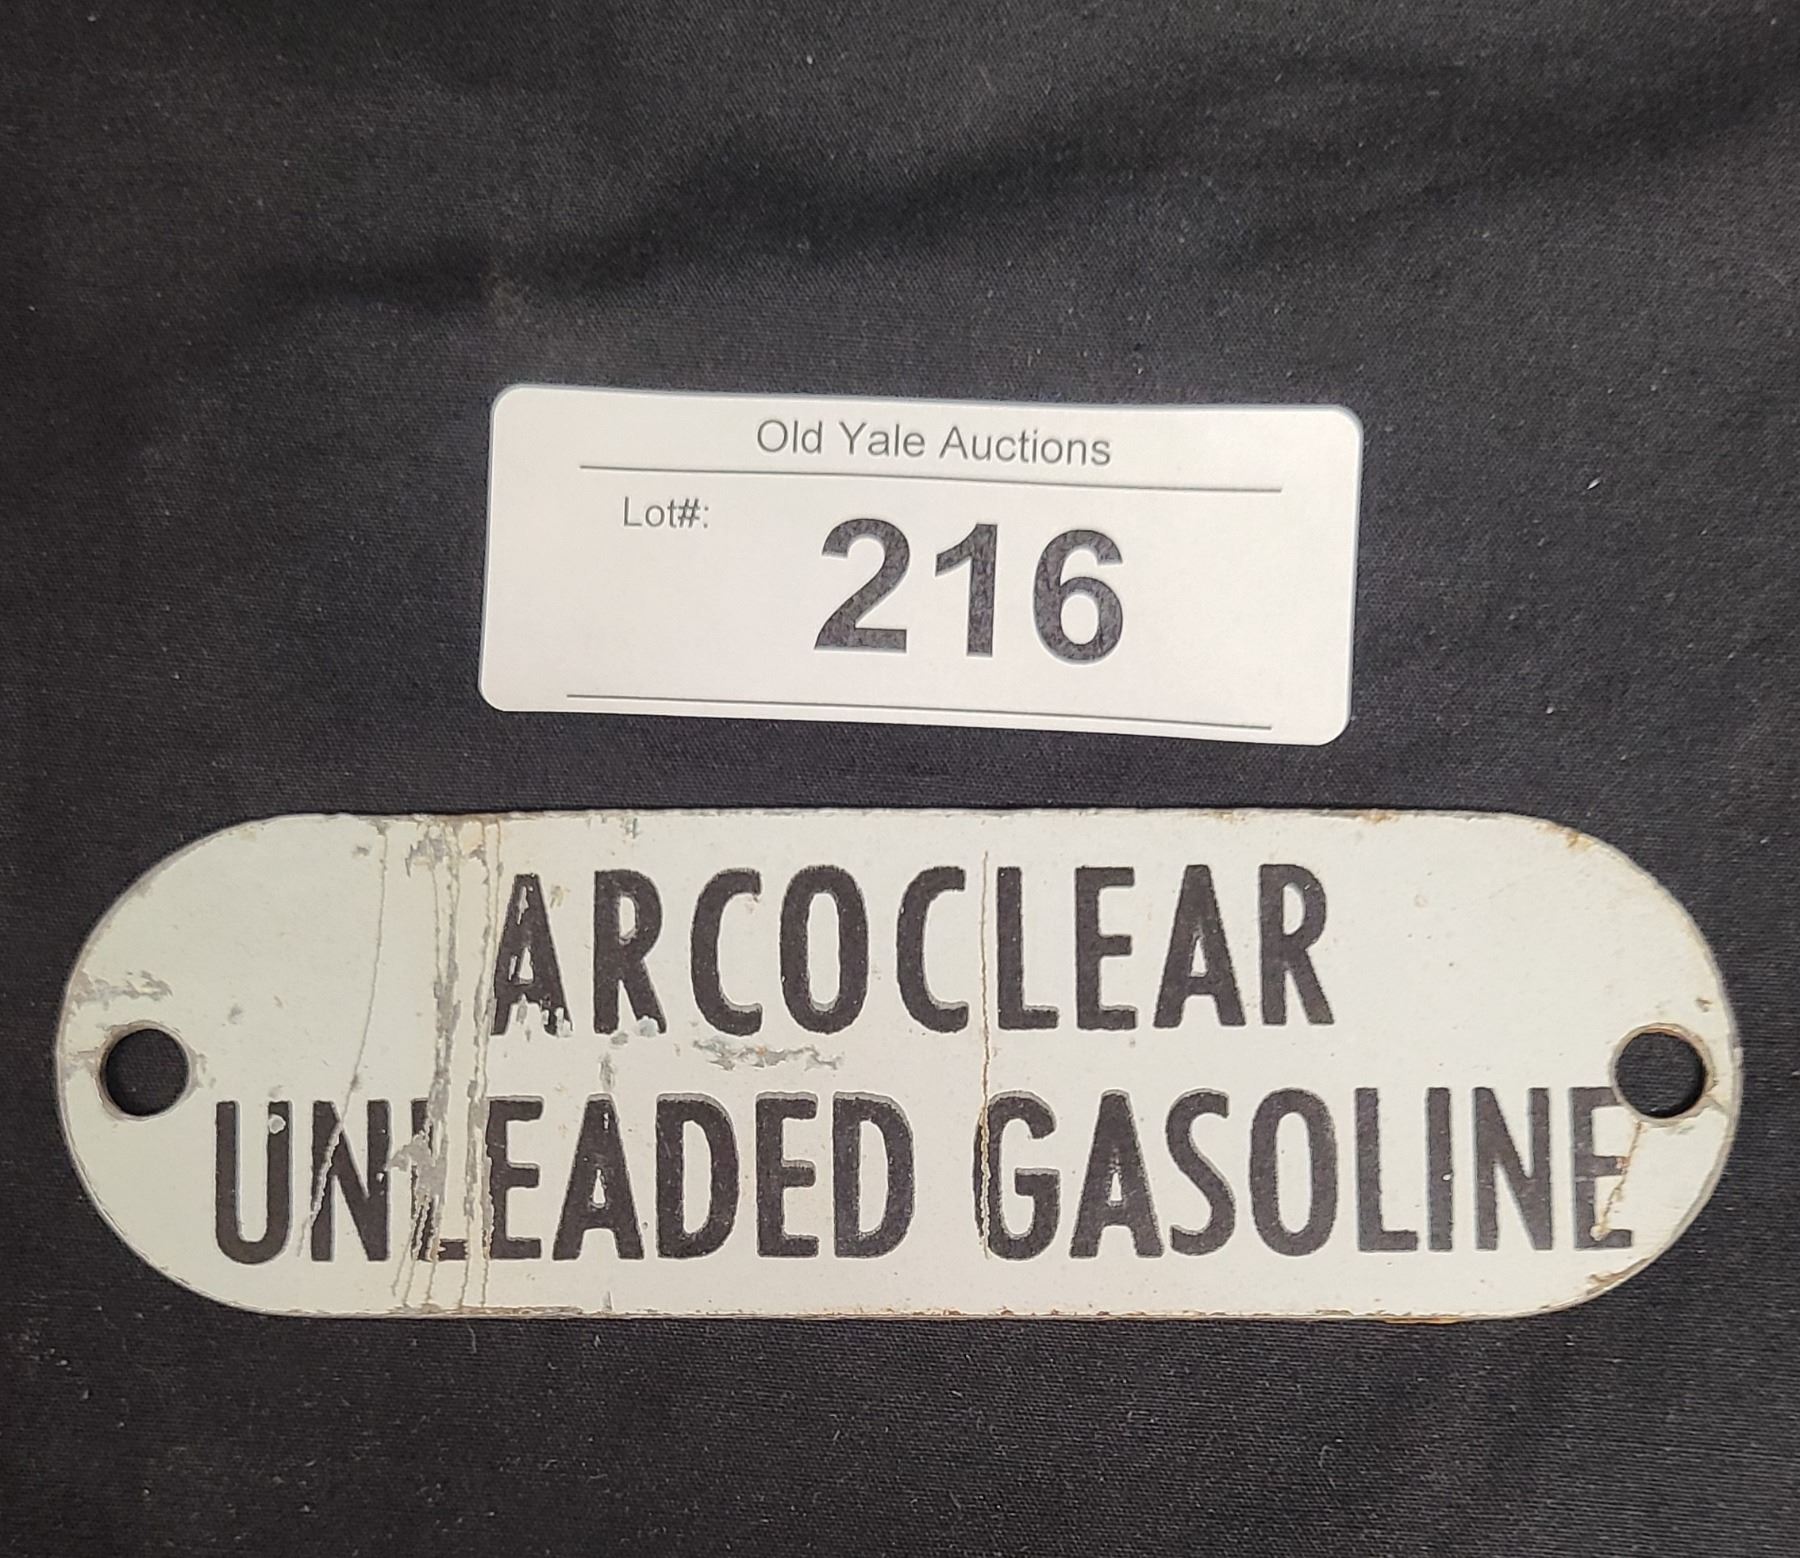 Old Yale Auctions
Lot#: 216
ARCOCLEAR
UNLEADED GASOLINE